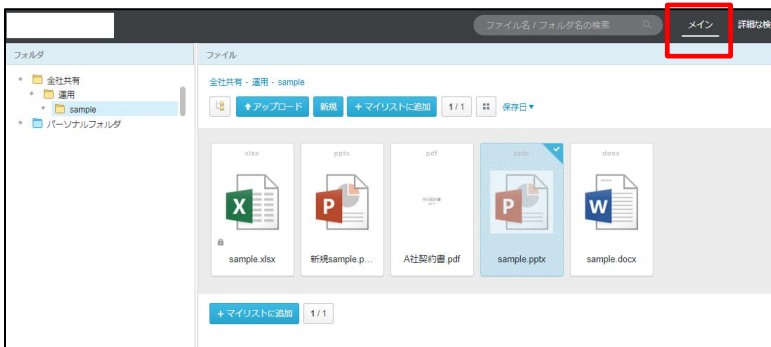 ファイル名 / フォルダ名の検索
メイン
詳細な検
フォルダ
ファイル
全社共有
運用
sample
パーソナルフォルダ
全社共有 - 運用 - sample
アップロード
新規
+ マイリストに追加
1 / 1
保存日▼
xlsx
pptx
pdf
pptx
docx
X
P
A社契約書
P
W
sample.xlsx
新規sample.p...
A社契約書.pdf
sample.pptx
sample.docx
+ マイリストに追加
1 / 1